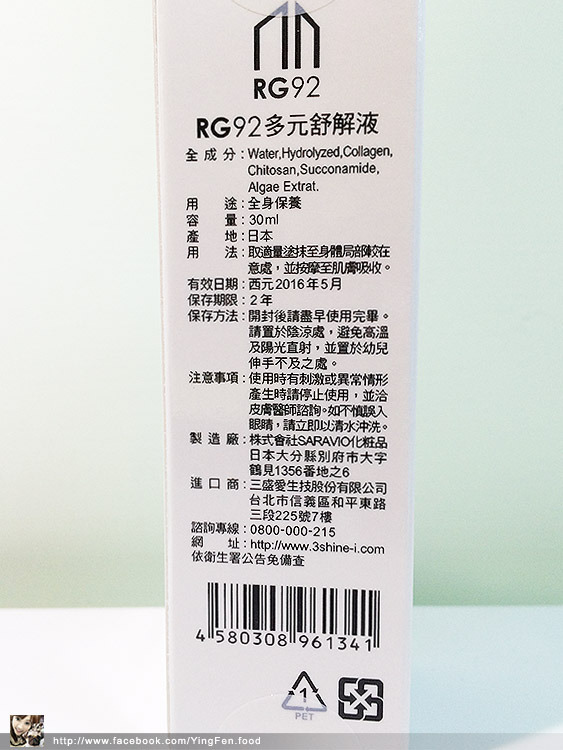 RG92
RG92多元舒解液
全成分：Water,Hydrolyzed,Collagen,
Chitosan,Succonamide,
Algae Extrat.
用途：全身保養
容量：30ml
產地：日本
用法：取適量塗抹至身體局部較在
意處，並按摩至肌膚吸收。
有效日期：西元2016年5月
保存期限：2年
保存方法：開封後請盡早使用完畢。
請置於陰涼處，避免高溫
及陽光直射，並置於幼兒
伸手不及之處。
注意事項：使用時有刺激或異常情形
產生時請停止使用，並洽
皮膚醫師諮詢。如不慎誤入
眼睛，請立即以清水沖洗。
製造廠：株式會社SARAVIO化粧品
日本大分縣別府市大字
鶴見1356番地之6
進口商：三盛愛生技股份有限公司
台北市信義區和平東路
三段225號7樓
諮詢專線：0800-000-215
網址：http://www.3shine-i.com
依衛生署公告免備查
4 580308 961341
1
PET
http://www.facebook.com/YingFen.food